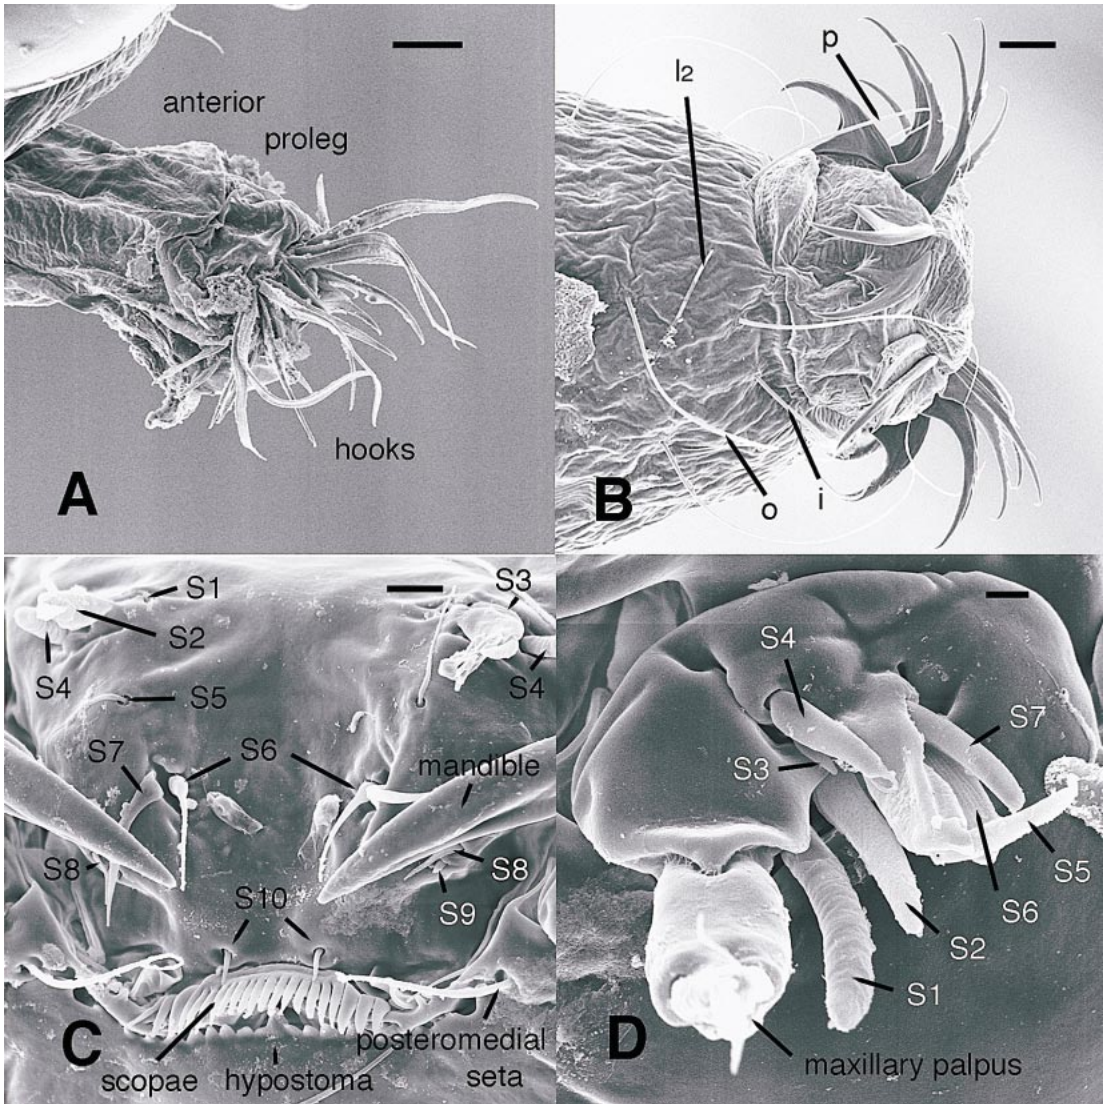 anterior
proleg
hooks
A
p
l2
B
o
i
S1
S3
S2
S4
S4
S5
S7
S6
mandible
S8
S8
S9
S10
C
posteromedial
scopae
hypostoma
seta
S4
S7
S3
S5
S6
S2
S1
D
maxillary palpus